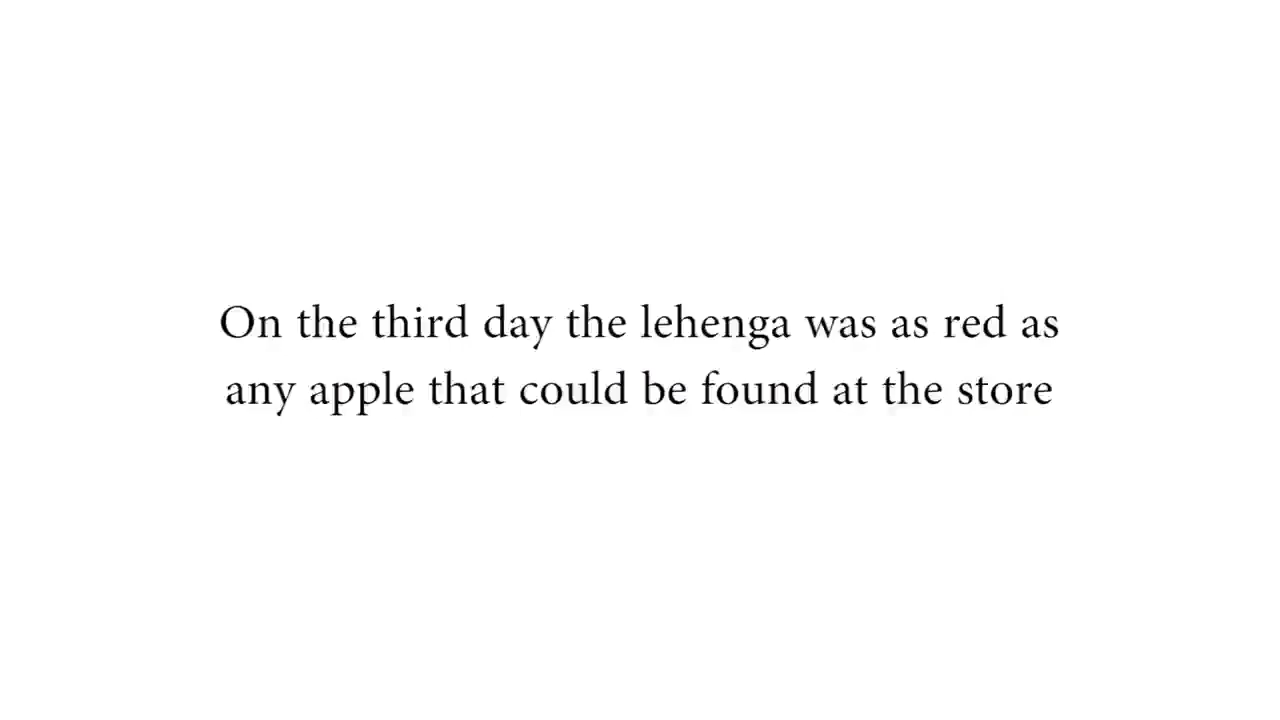 On the third day the lehenga was as red as
any apple that could be found at the store